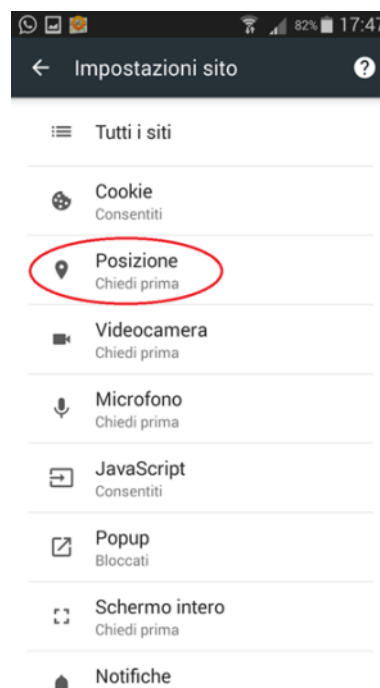 82% 17:47
Impostazioni sito
Tutti i siti
Cookie
Consentiti
Posizione
Chiedi prima
Videocamera
Chiedi prima
Microfono
Chiedi prima
JavaScript
Consentiti
Popup
Bloccati
Schermo intero
Chiedi prima
Notifiche